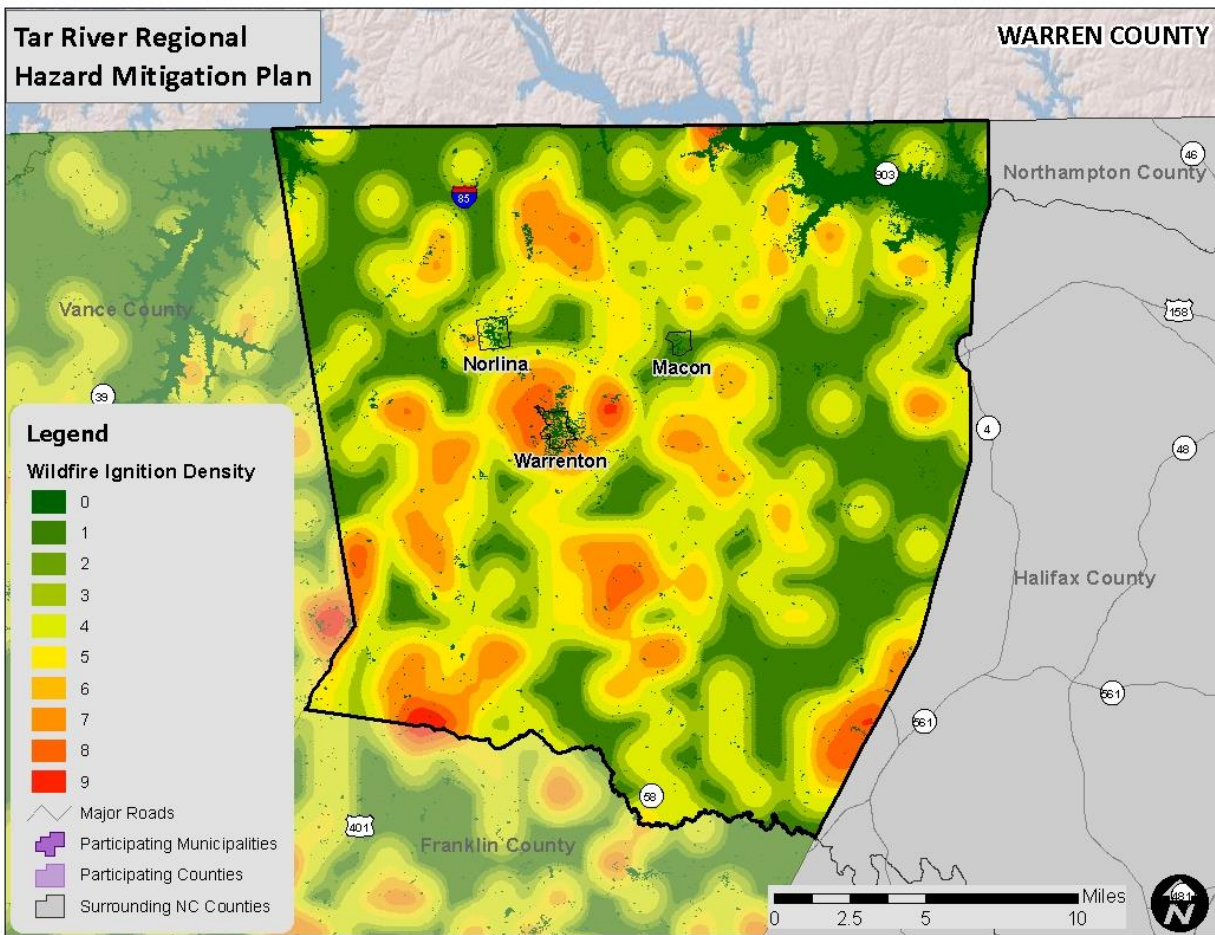 Tar River Regional
Hazard Mitigation Plan
WARREN COUNTY
46
Northampton County
903
85
Vance County
158
Norlina
Macon
39
4
48
Warrenton
Legend
Wildfire Ignition Density
0
1
2
3
4
5
6
7
8
9
Major Roads
Participating Municipalities
Participating Counties
Surrounding NC Counties
Halifax County
561
561
58
401
Franklin County
Miles
0 2.5 5 10
481
N